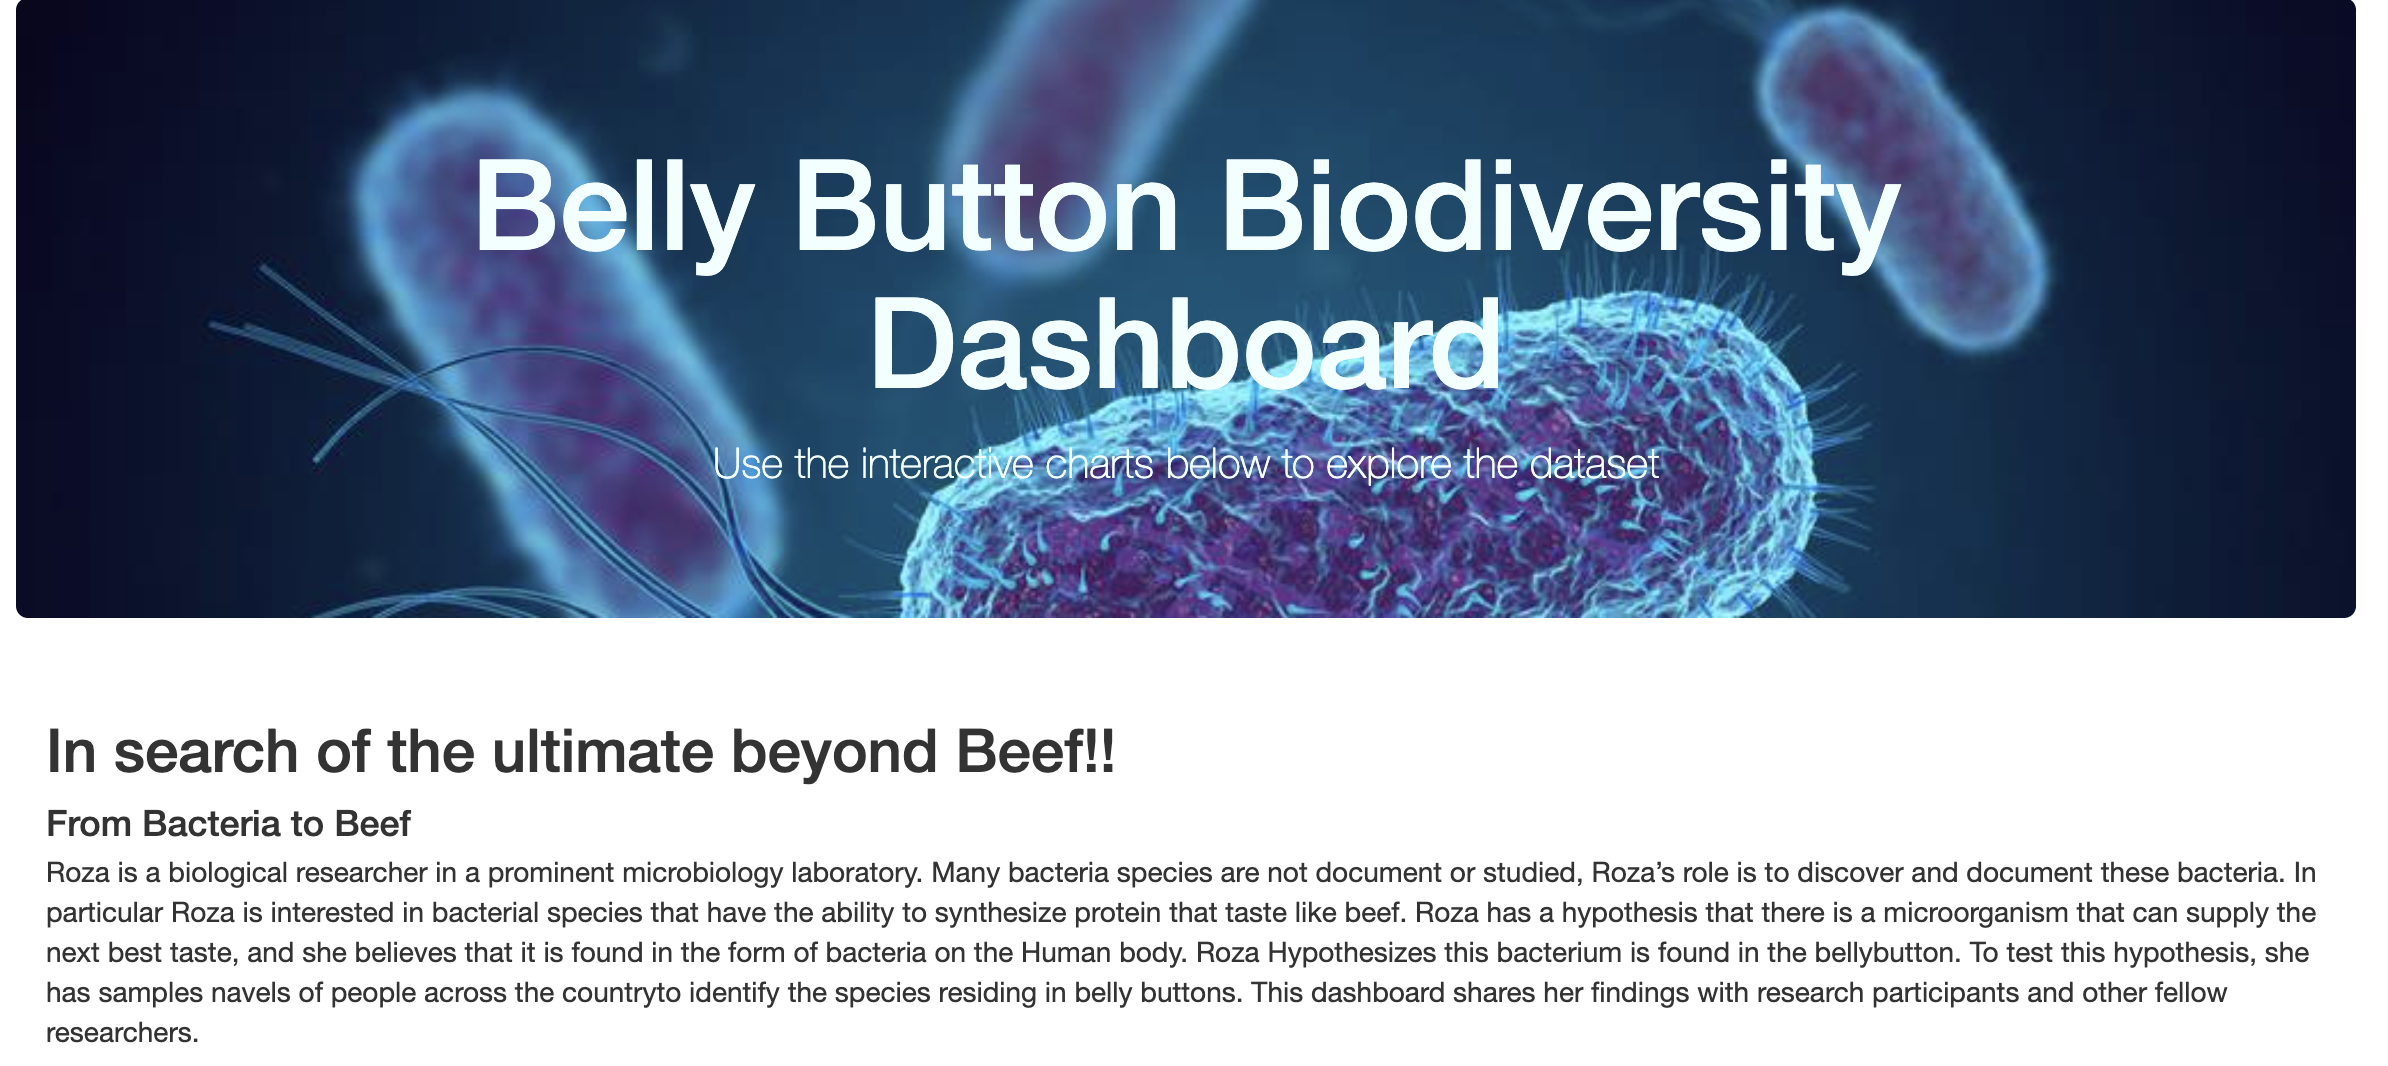 Belly Button Biodiversity
Dashboard
Use the interactive charts below to explore the dataset
In search of the ultimate beyond Beef!!
From Bacteria to Beef
Roza is a biological researcher in a prominent microbiology laboratory. Many bacteria species are not document or studied, Roza’s role is to discover and document these bacteria. In
particular Roza is interested in bacterial species that have the ability to synthesize protein that taste like beef. Roza has a hypothesis that there is a microorganism that can supply the
next best taste, and she believes that it is found in the form of bacteria on the Human body. Roza Hypothesizes this bacterium is found in the bellybutton. To test this hypothesis, she
has samples navels of people across the countryto identify the species residing in belly buttons. This dashboard shares her findings with research participants and other fellow
researchers.